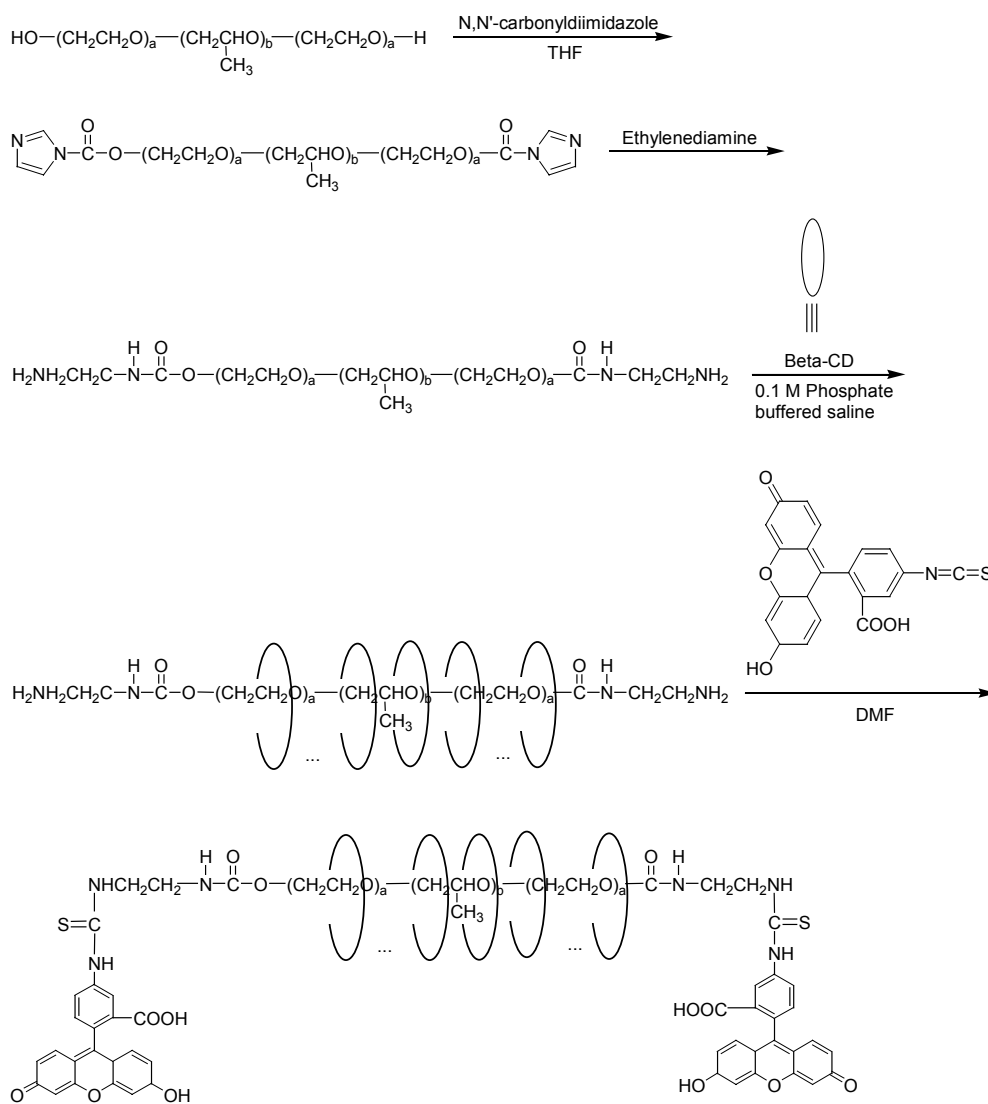 HO—(CH2CH2O)a—(CH2CHO)b—(CH2CH2O)a—H
CH3
N,N'-carbonyldiimidazole
THF
N N—C—O—(CH2CH2O)a—(CH2CHO)b—(CH2CH2O)a—C—N N
O O
CH3
Ethylenediamine
H2NH2CH2C—N—C—O—(CH2CH2O)a—(CH2CHO)b—(CH2CH2O)a—C—N—CH2CH2NH2
H O O H
CH3
Beta-CD
0.1 M Phosphate
buffered saline
O
O
N=C=S
COOH
HO
H2NH2CH2C—N—C—O—(CH2CH2O)a—(CH2CHO)b—(CH2CH2O)a—C—N—CH2CH2NH2
H O O H
CH3
... ...
DMF
H O O H
NHCH2CH2—N—C—O—(CH2CH2O)a—(CH2CHO)b—(CH2CH2O)a—C—N—CH2CH2NH
CH3
S=C C=S
... ...
NH NH
COOH HOOC
O O OH HO O O